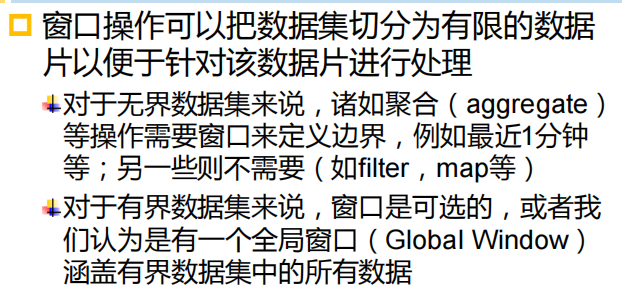 窗口操作可以把数据集切分为有限的数据
片以便于针对该数据片进行处理
对于无界数据集来说，诸如聚合（aggregate）
等操作需要窗口来定义边界，例如最近1分钟
等；另一些则不需要（如filter，map等）
对于有界数据集来说，窗口是可选的，或者我
们认为是有一个全局窗口（Global Window）
涵盖有界数据集中的所有数据